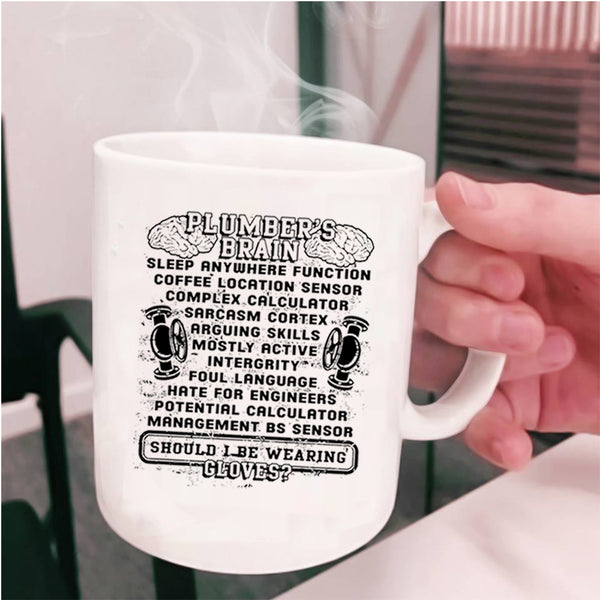 PLUMBER'S
BRAIN
SLEEP ANYWHERE FUNCTION
COFFEE LOCATION SENSOR
COMPLEX CALCULATOR
SARCASM CORTEX
ARGUING SKILLS
MOSTLY ACTIVE
INTERGRITY
FOUL LANGUAGE
HATE FOR ENGINEERS
POTENTIAL CALCULATOR
MANAGEMENT BS SENSOR
SHOULD I BE WEARING
GLOVES?